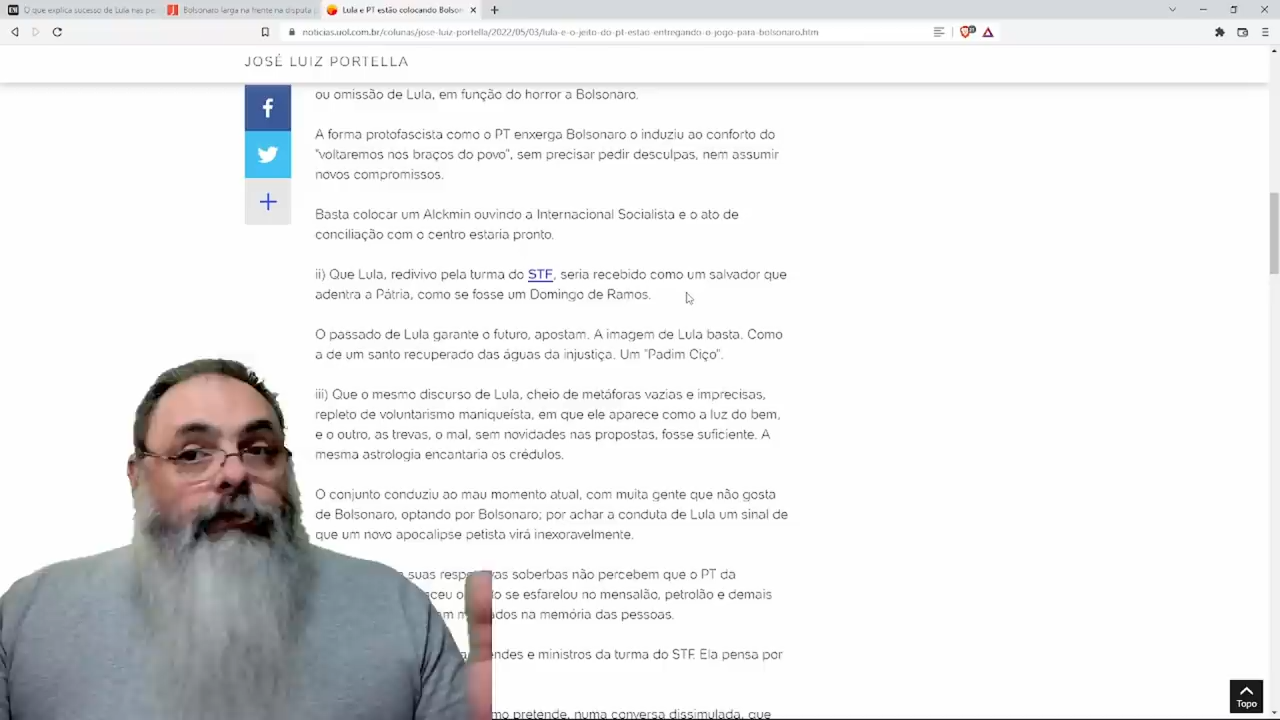 O que explica sucesso de Lula nas pe
Bolsonaro larga na frente na disputa
Lula e PT estão colocando Bolson
noticias.uol.com.br/colunas/jose-luiz-portella/2022/05/03/lula-e-o-jeito-do-pt-estao-entregando-o-jogo-para-bolsonaro.htm
JOSÉ LUIZ PORTELLA
ou omissão de Lula, em função do horror a Bolsonaro.
A forma protofascista como o PT enxerga Bolsonaro o induziu ao conforto do
"voltaremos nos braços do povo", sem precisar pedir desculpas, nem assumir
novos compromissos.
Basta colocar um Alckmin ouvindo a Internacional Socialista e o ato de
conciliação com o centro estaria pronto.
ii) Que Lula, redivivo pela turma do STF, seria recebido como um salvador que
adentra a Pátria, como se fosse um Domingo de Ramos.
O passado de Lula garante o futuro, apostam. A imagem de Lula basta. Como
a de um santo recuperado das águas da injustiça. Um "Padim Ciço".
iii) Que o mesmo discurso de Lula, cheio de metáforas vazias e imprecisas,
repleto de voluntarismo maniqueísta, em que ele aparece como a luz do bem,
e o outro, as trevas, o mal, sem novidades nas propostas, fosse suficiente. A
mesma astrologia encantaria os crédulos.
O conjunto conduziu ao mau momento atual, com muita gente que não gosta
de Bolsonaro, optando por Bolsonaro; por achar a conduta de Lula um sinal de
que um novo apocalipse petista virá inexoravelmente.
suas soberbas não percebem que o PT da
se esfarelou no mensalão, petrolão e demais
na memória das pessoas.
e ministros da turma do STF. Ela pensa por
pretende, numa conversa dissimulada, que
Topo